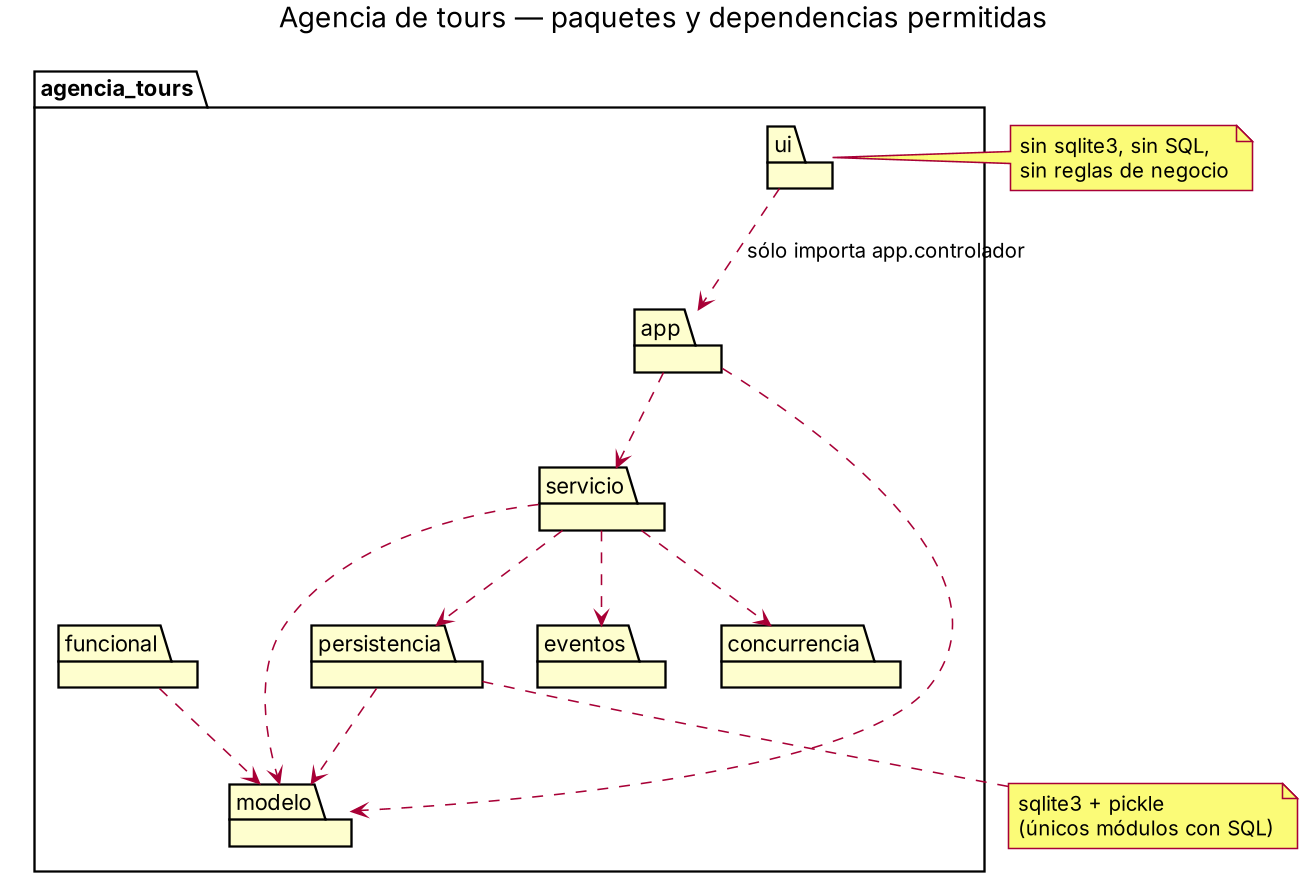 Agencia de tours — paquetes y dependencias permitidas
agencia_tours
ui
sin sqlite3, sin SQL,
sin reglas de negocio
sólo importa app.controlador
app
servicio
funcional
persistencia
eventos
concurrencia
modelo
sqlite3 + pickle
(únicos módulos con SQL)